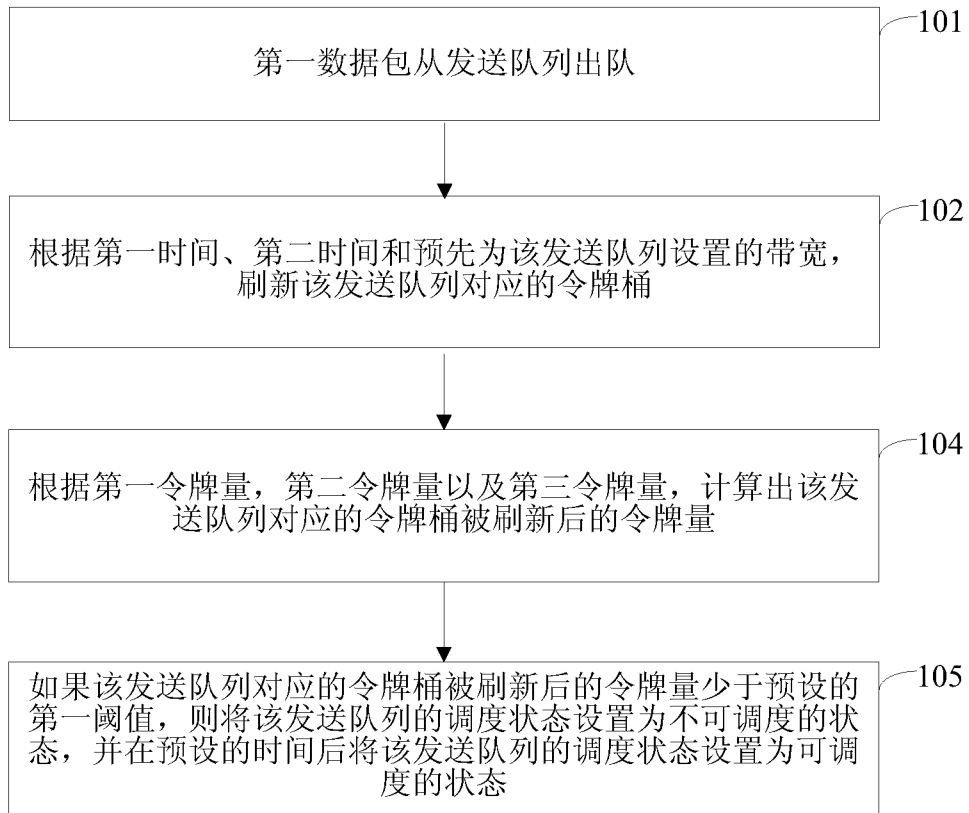 101
第一数据包从发送队列出队
102
根据第一时间、第二时间和预先为该发送队列设置的带宽，
刷新该发送队列对应的令牌桶
104
根据第一令牌量，第二令牌量以及第三令牌量，计算出该发
送队列对应的令牌桶被刷新后的令牌量
105
如果该发送队列对应的令牌桶被刷新后的令牌量少于预设的
第一阈值，则将该发送队列的调度状态设置为不可调度的状
态，并在预设的时间后将该发送队列的调度状态设置为可调
度的状态